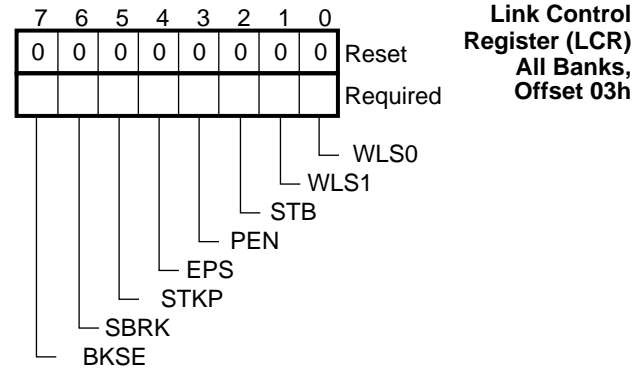 7 6 5 4 3 2 1 0
0 0 0 0 0 0 0 0 Reset
Required
Link Control
Register (LCR)
All Banks,
Offset 03h
WLS0
WLS1
STB
PEN
EPS
STKP
SBRK
BKSE